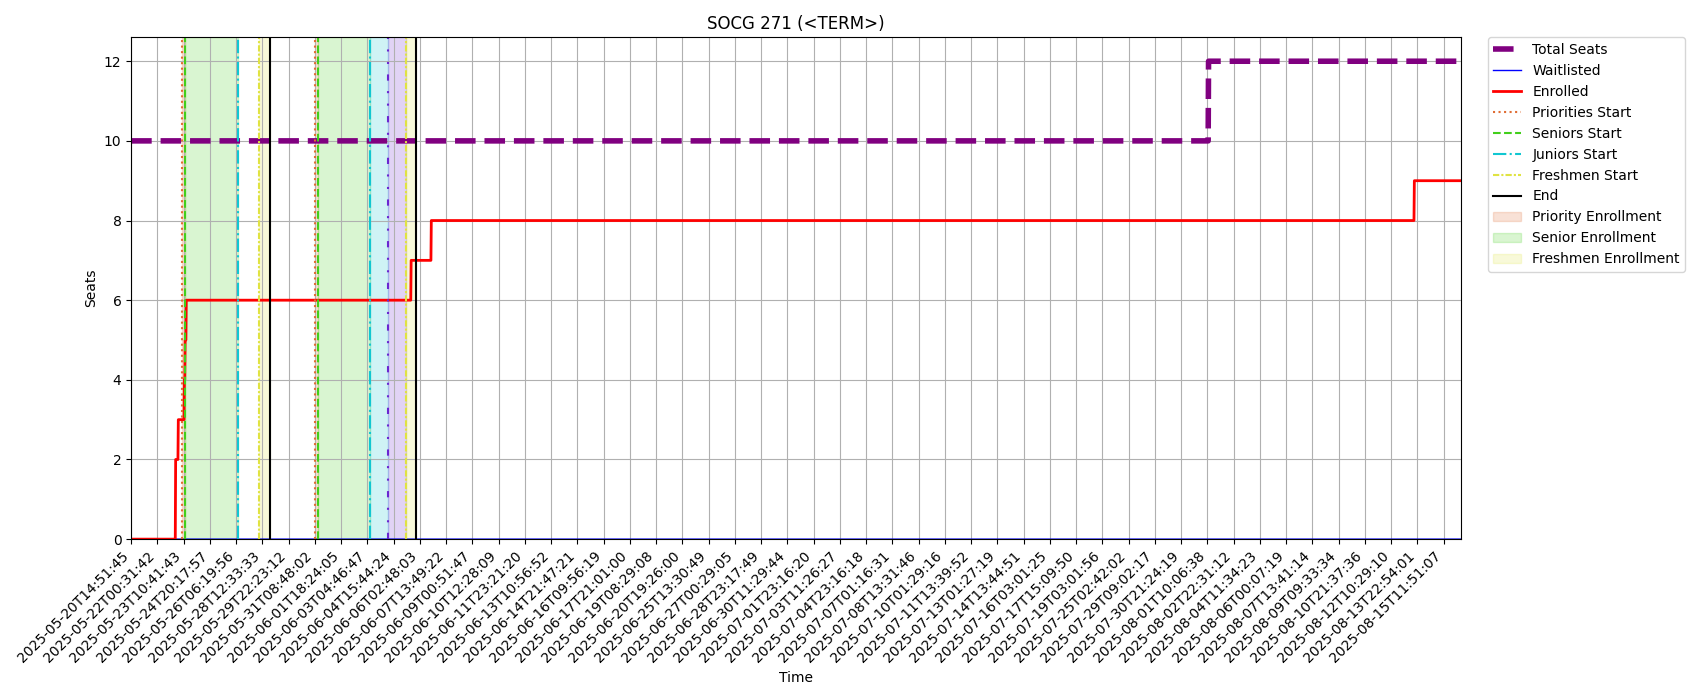 SOCG 271 (<TERM>)
Seats
12
10
8
6
4
2
0
2025-05-20T14:51:45
2025-05-22T00:31:42
2025-05-23T10:41:43
2025-05-24T20:17:57
2025-05-26T06:19:56
2025-05-28T12:33:33
2025-05-29T22:23:12
2025-05-31T08:48:02
2025-06-01T18:24:05
2025-06-03T04:46:47
2025-06-04T15:44:24
2025-06-06T02:48:03
2025-06-07T13:49:22
2025-06-09T00:51:47
2025-06-10T12:28:09
2025-06-11T23:21:20
2025-06-13T10:56:52
2025-06-14T21:47:21
2025-06-16T09:56:19
2025-06-17T21:01:00
2025-06-19T08:29:08
2025-06-20T19:26:00
2025-06-25T13:30:49
2025-06-27T00:29:05
2025-06-28T23:17:49
2025-06-30T11:29:44
2025-07-01T23:16:20
2025-07-03T11:26:27
2025-07-05T23:16:18
2025-07-07T01:16:31
2025-07-08T13:31:46
2025-07-10T01:29:16
2025-07-11T13:39:52
2025-07-13T01:27:19
2025-07-14T13:44:51
2025-07-16T03:01:25
2025-07-17T15:09:50
2025-07-19T03:01:56
2025-07-25T02:42:02
2025-07-29T09:02:17
2025-07-30T21:24:19
2025-08-01T10:06:38
2025-08-02T22:31:12
2025-08-04T11:34:23
2025-08-06T00:07:19
2025-08-07T13:41:14
2025-08-09T09:33:34
2025-08-10T21:37:36
2025-08-12T10:29:10
2025-08-13T22:54:01
2025-08-15T11:51:07
Time
Total Seats
Waitlisted
Enrolled
Priorities Start
Seniors Start
Juniors Start
Freshmen Start
End
Priority Enrollment
Senior Enrollment
Freshmen Enrollment